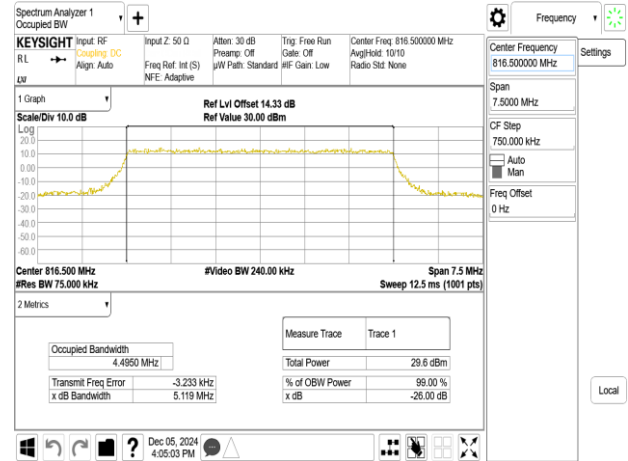 Spectrum Analyzer 1
Occupied BW
KEYSIGHT
RL
LXI
Input: RF
Coupling: DC
Align: Auto
Input Z: 50 Ω
Freq Ref: Int (S)
NFE: Adaptive
Atten: 30 dB
Preamp: Off
µW Path: Standard
Trig: Free Run
Gate: Off
#IF Gain: Low
Center Freq: 816.500000 MHz
Avg|Hold: 10/10
Radio Std: None
1 Graph
Scale/Div 10.0 dB
Ref Lvl Offset 14.33 dB
Ref Value 30.00 dBm
Log
20.0
10.0
0.00
-10.0
-20.0
-30.0
-40.0
-50.0
-60.0
Center 816.500 MHz
#Res BW 75.000 kHz
#Video BW 240.00 kHz
Span 7.5 MHz
Sweep 12.5 ms (1001 pts)
2 Metrics
Measure Trace Trace 1
Occupied Bandwidth
4.4950 MHz
Total Power 29.6 dBm
Transmit Freq Error -3.233 kHz
% of OBW Power 99.00 %
x dB Bandwidth 5.119 MHz
x dB -26.00 dB
?
Dec 05, 2024
4:05:03 PM
Frequency
Settings
Center Frequency
816.500000 MHz
Span
7.5000 MHz
CF Step
750.000 kHz
Auto
Man
Freq Offset
0 Hz
Local